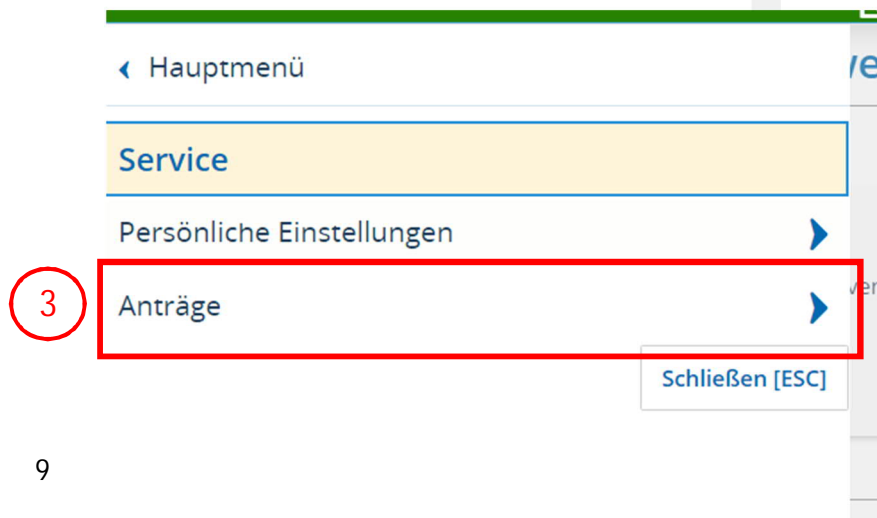 Hauptmenü
Service
Persönliche Einstellungen
3
Anträge
Schließen [ESC]
9